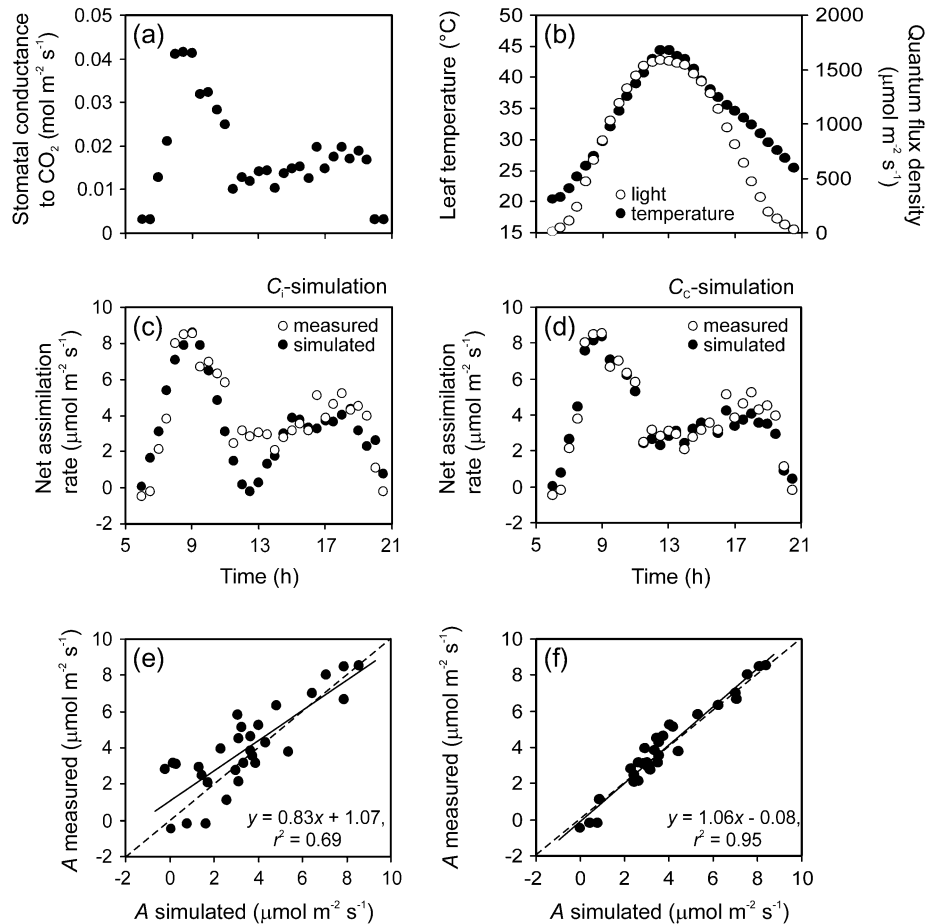 (a)
Stomatal conductance
to CO₂ (mol m⁻² s⁻¹)
0.05
0.04
0.03
0.02
0.01
0
(b)
Leaf temperature (°C)
50
45
40
35
30
25
20
15
light
temperature
2000
1500
1000
500
0
Quantum flux density
(μmol m⁻² s⁻¹)
Cᵢ-simulation
(c)
measured
simulated
Net assimilation
rate (μmol m⁻² s⁻¹)
10
8
6
4
2
0
-2
5 9 13 17 21
Time (h)
C_C-simulation
(d)
measured
simulated
Net assimilation
rate (μmol m⁻² s⁻¹)
10
8
6
4
2
0
-2
5 9 13 17 21
Time (h)
(e)
A measured (μmol m⁻² s⁻¹)
10
8
6
4
2
0
-2
y = 0.83x + 1.07,
r² = 0.69
-2 0 2 4 6 8 10
A simulated (μmol m⁻² s⁻¹)
(f)
A measured (μmol m⁻² s⁻¹)
10
8
6
4
2
0
-2
y = 1.06x - 0.08,
r² = 0.95
-2 0 2 4 6 8 10
A simulated (μmol m⁻² s⁻¹)